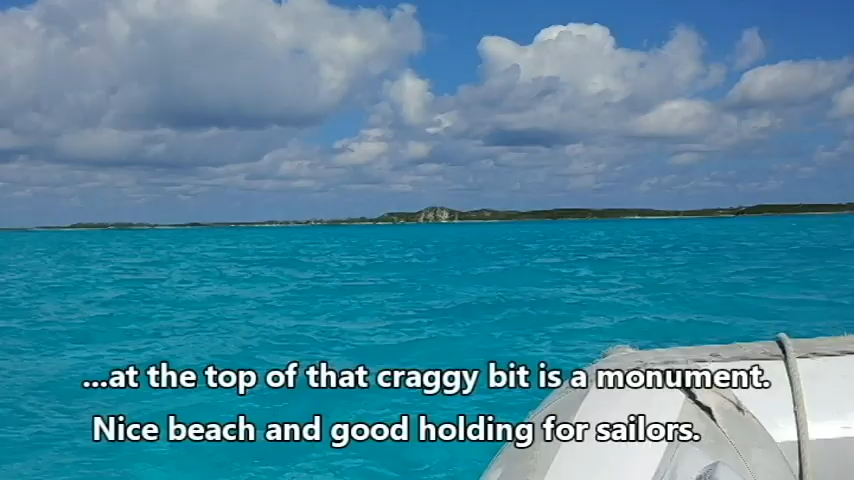 ...at the top of that craggy bit is a monument.
Nice beach and good holding for sailors.